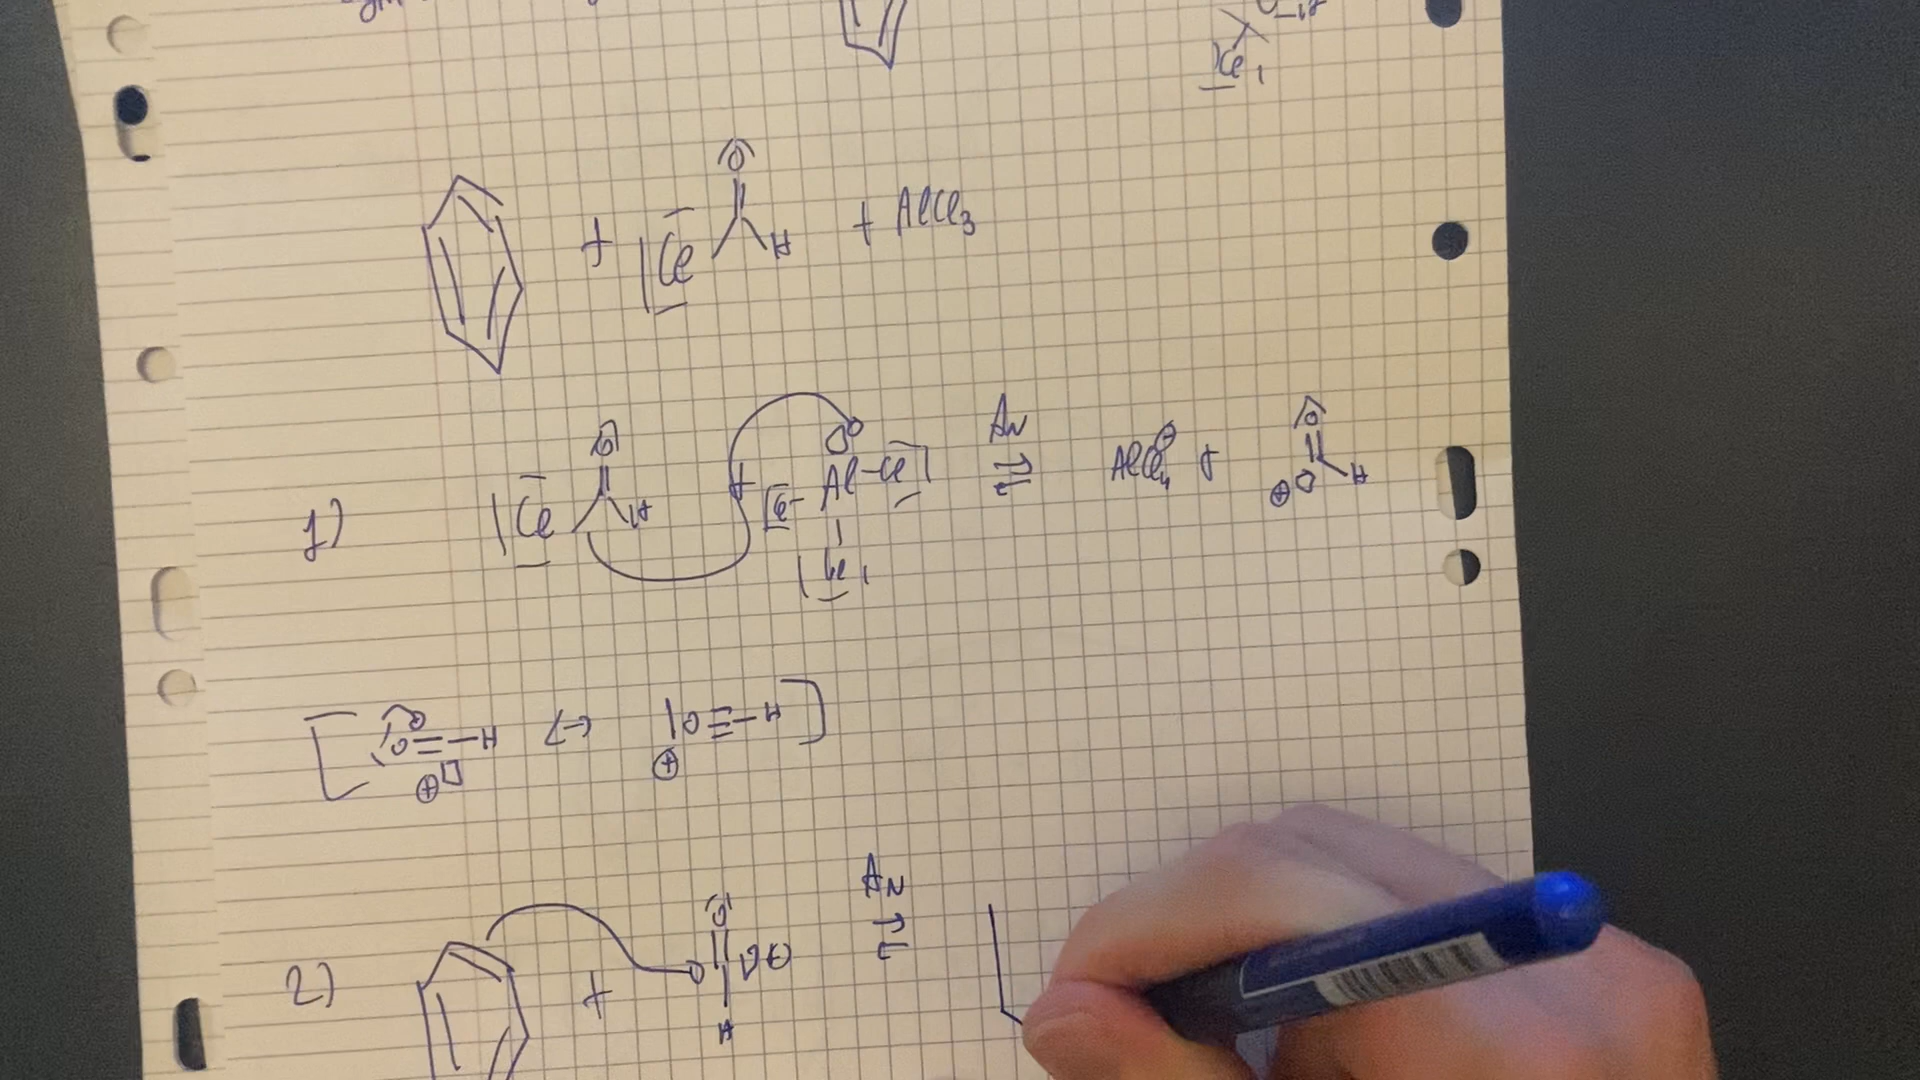 + |Cl O H + AlCl3
1) |Cl O H + Cl - Al - Cl | Cl AN ⇌ AlCl4⊖ + O ⊕ H
[ O = - H ⊕ ↔ |O ≡ - H ⊕ ]
2) + O ⊕ H AN ⇌